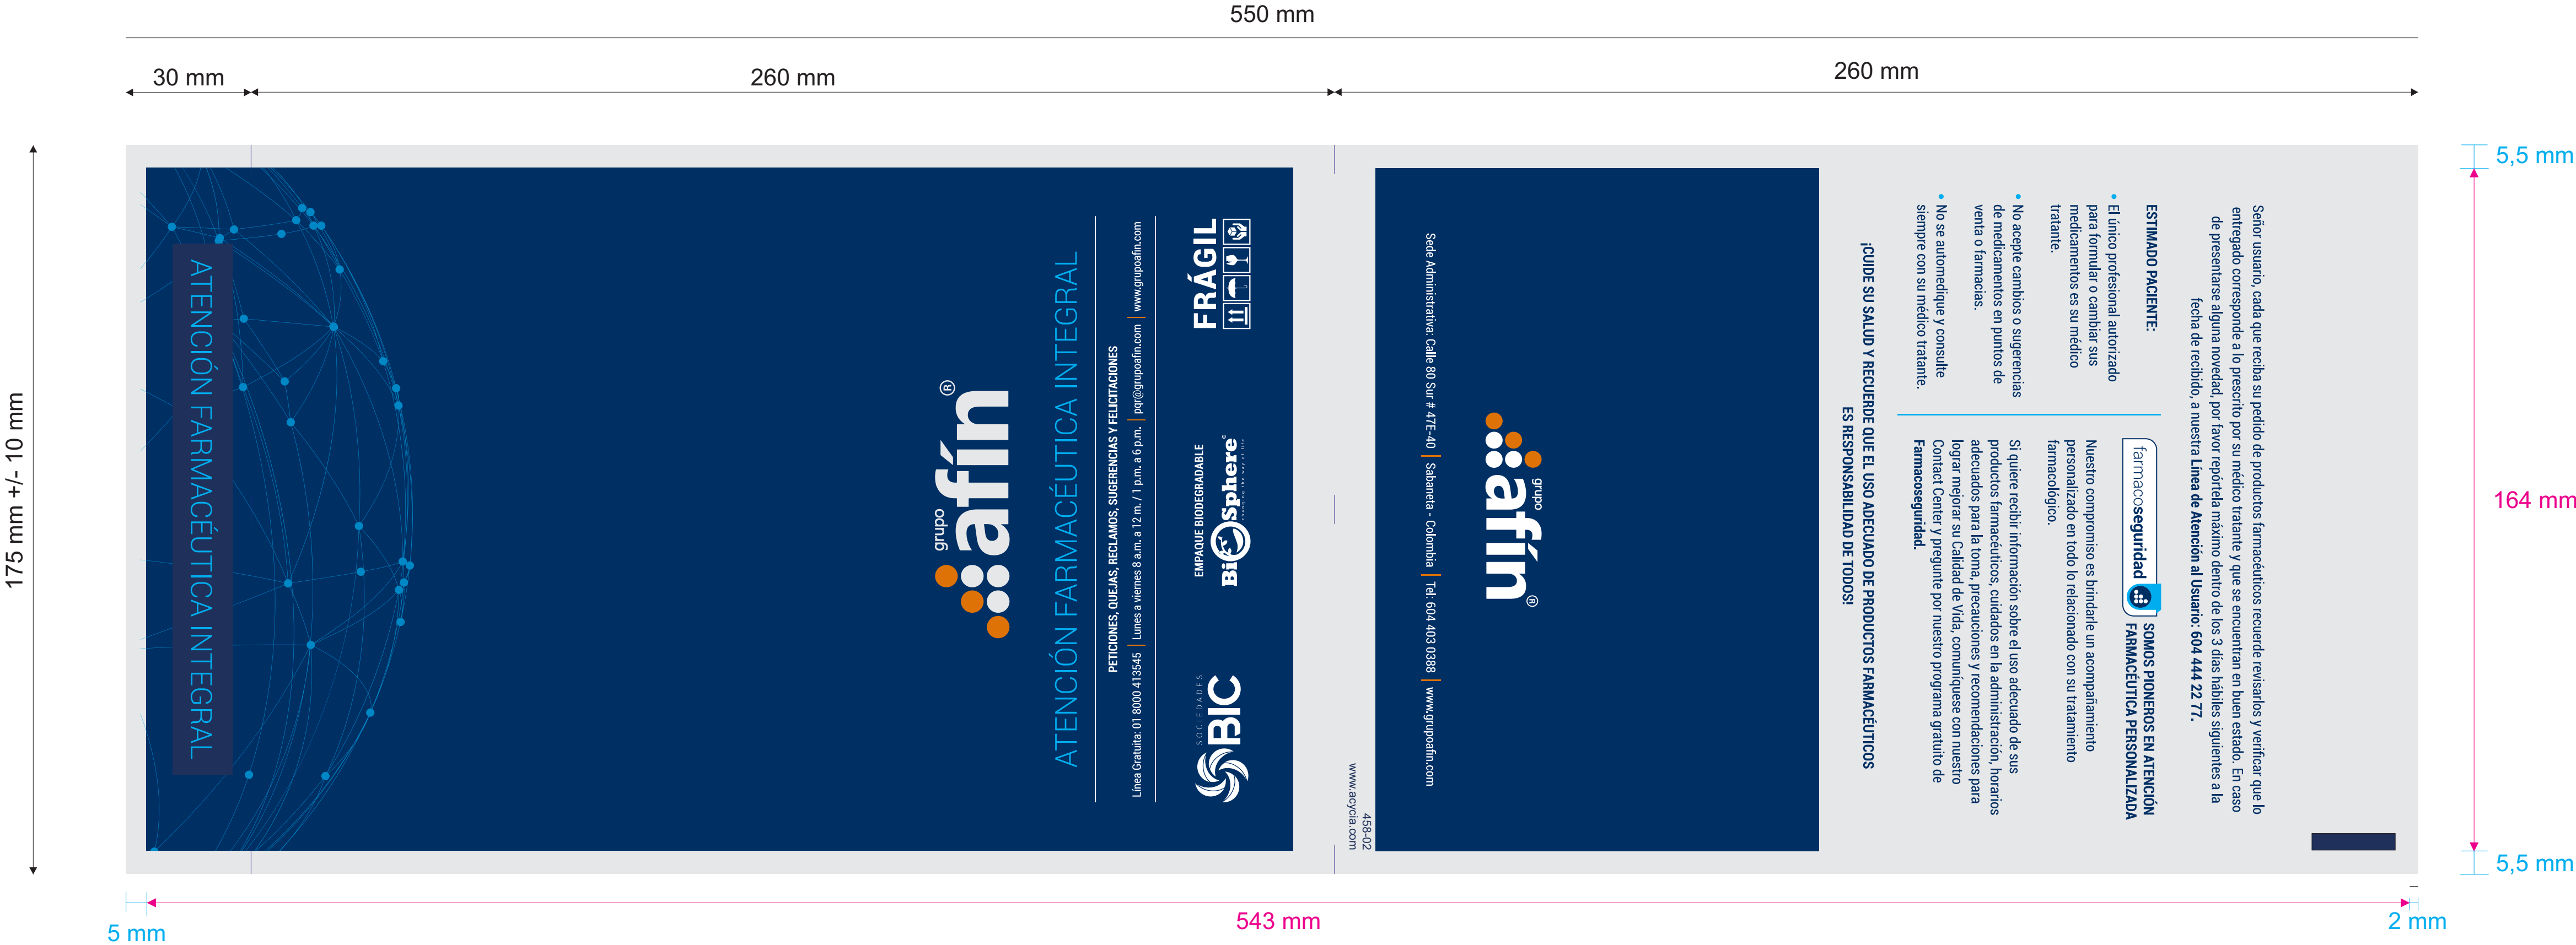 550 mm
30 mm
260 mm
260 mm
175 mm +/- 10 mm
5,5 mm
164 mm
5,5 mm
5 mm
543 mm
2 mm
ATENCIÓN FARMACÉUTICA INTEGRAL
grupo
afín®
ATENCIÓN FARMACÉUTICA INTEGRAL
PETICIONES, QUEJAS, RECLAMOS, SUGERENCIAS Y FELICITACIONES
Línea Gratuita: 01 8000 413545 | Lunes a viernes 8 a.m. a 12 m. / 1 p.m. a 6 p.m. | pqr@grupoafin.com | www.grupoafin.com
SOCIEDADES
BIC
EMPAQUE BIODEGRADABLE
BioSphere®
changing the way of life
FRÁGIL
www.acycia.com
458-02
Sede Administrativa: Calle 80 Sur # 47E-40 | Sabaneta - Colombia | Tel: 604 403 0388 | www.grupoafin.com
grupo
afín®
Señor usuario, cada que reciba su pedido de productos farmacéuticos recuerde revisarlos y verificar que lo
entregado corresponde a lo prescrito por su médico tratante y que se encuentran en buen estado. En caso
de presentarse alguna novedad, por favor repórtela máximo dentro de los 3 días hábiles siguientes a la
fecha de recibido, a nuestra Línea de Atención al Usuario: 604 444 22 77.
ESTIMADO PACIENTE:
• El único profesional autorizado
para formular o cambiar sus
medicamentos es su médico
tratante.
• No acepte cambios o sugerencias
de medicamentos en puntos de
venta o farmacias.
• No se automedique y consulte
siempre con su médico tratante.
farmacoseguridad
SOMOS PIONEROS EN ATENCIÓN
FARMACÉUTICA PERSONALIZADA
Nuestro compromiso es brindarle un acompañamiento
personalizado en todo lo relacionado con su tratamiento
farmacológico.
Si quiere recibir información sobre el uso adecuado de sus
productos farmacéuticos, cuidados en la administración, horarios
adecuados para la toma, precauciones y recomendaciones para
lograr mejorar su Calidad de Vida, comuníquese con nuestro
Contact Center y pregunte por nuestro programa gratuito de
Farmacoseguridad.
¡CUIDE SU SALUD Y RECUERDE QUE EL USO ADECUADO DE PRODUCTOS FARMACÉUTICOS
ES RESPONSABILIDAD DE TODOS!